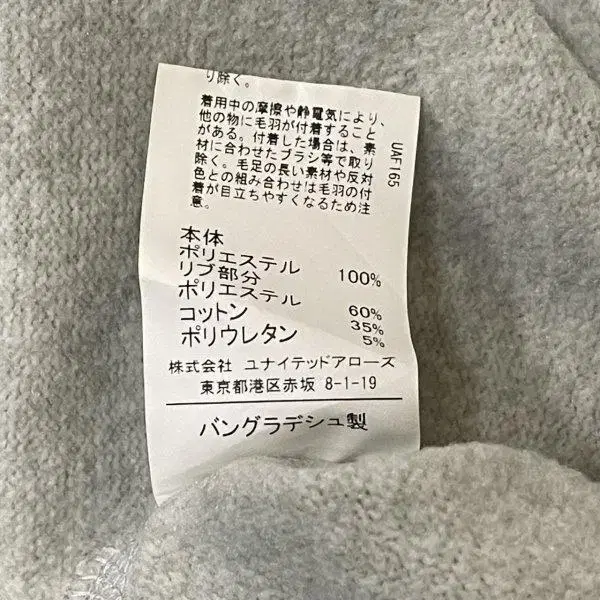 り除く。
着用中の摩擦や静電気により、
他の物に毛羽が付着すること
がある。付着した場合は、素
材に合わせたブラシ等で取り
除く。毛足の長い素材や反対
色との組み合わせは毛羽の付
着が目立ちやすくなるため注
意。
UAF165
本体
ポリエステル 100%
リブ部分
ポリエステル 60%
コットン 35%
ポリウレタン 5%
株式会社 ユナイテッドアローズ
東京都港区赤坂 8-1-19
バングラデシュ製